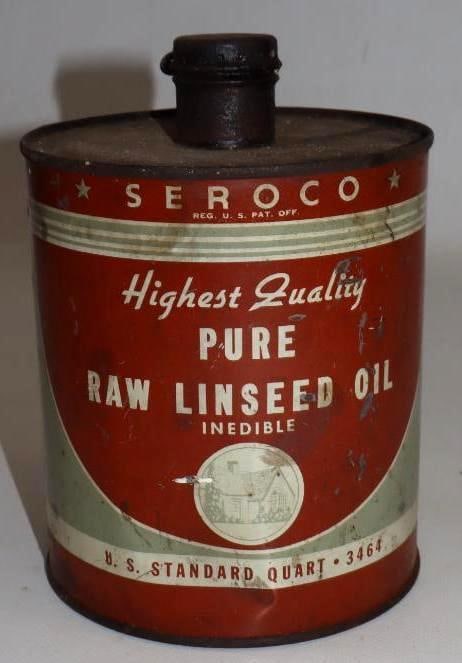 ★ SEROCO ★
REG. U. S. PAT. OFF.
Highest Quality
PURE
RAW LINSEED OIL
INEDIBLE
U. S. STANDARD QUART • 3464